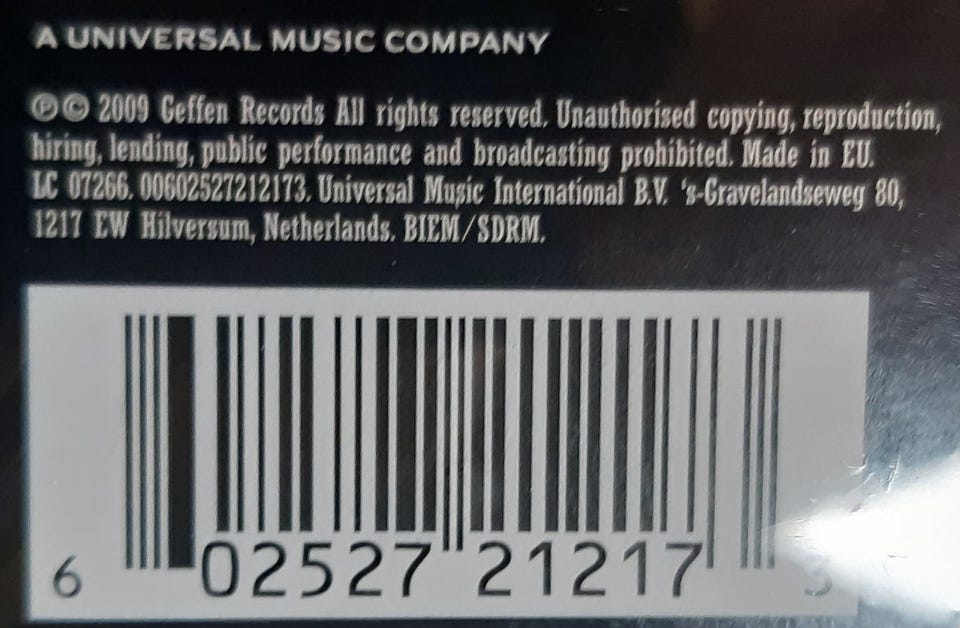 A UNIVERSAL MUSIC COMPANY
℗© 2009 Geffen Records All rights reserved. Unauthorised copying, reproduction,
hiring, lending, public performance and broadcasting prohibited. Made in EU.
LC 07266. 00602527212173. Universal Music International B.V. 's-Gravelandseweg 80,
1217 EW Hilversum, Netherlands. BIEM/SDRM.
6 02527 21217 3